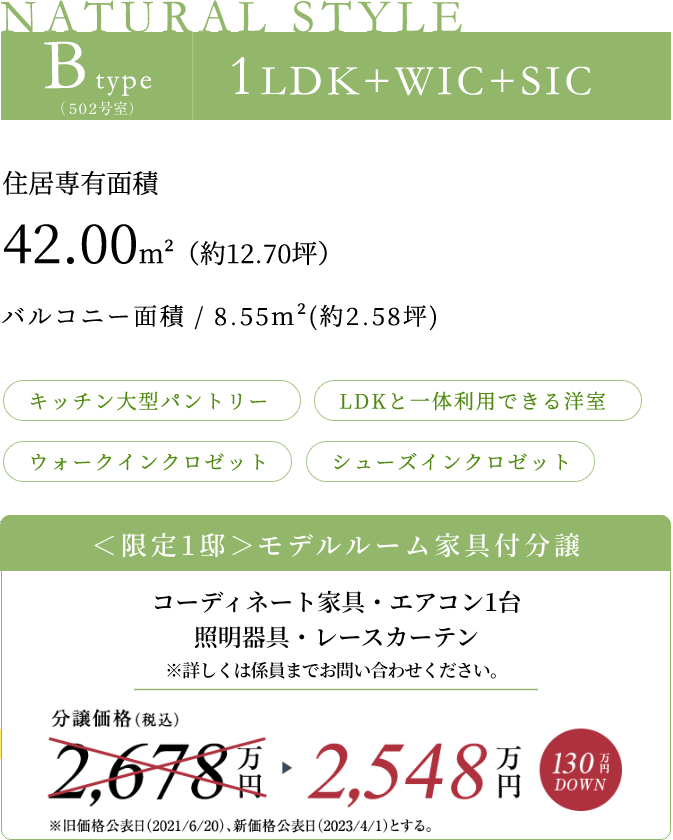 NATURAL STYLE
B type
（502号室）
1LDK+WIC+SIC
住居専有面積
42.00m²（約12.70坪）
バルコニー面積 / 8.55m²(約2.58坪)
キッチン大型パントリー
LDKと一体利用できる洋室
ウォークインクロゼット
シューズインクロゼット
＜限定1邸＞モデルルーム家具付分譲
コーディネート家具・エアコン1台
照明器具・レースカーテン
※詳しくは係員までお問い合わせください。
分譲価格（税込）
2,678万円
2,548万円
130万円
DOWN
※旧価格公表日（2021/6/20）、新価格公表日（2023/4/1）とする。